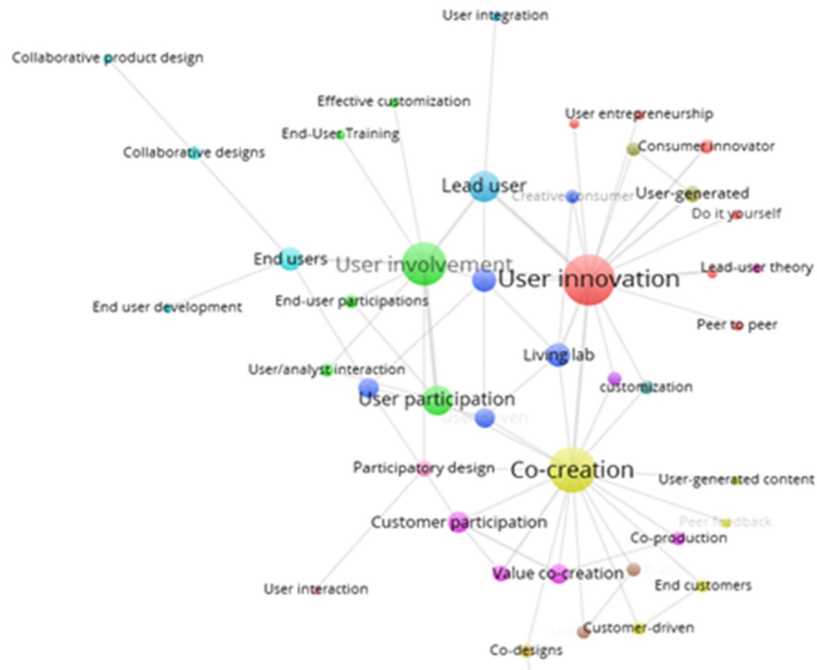 User integration
Collaborative product design
Effective customization
User entrepreneurship
End-User Training
Consumer innovator
Collaborative designs
Lead user
Creative consumer
User-generated
Do it yourself
End users
User involvement
Lead-user theory
User innovation
End-user participations
End user development
Peer to peer
Living lab
User/analyst interaction
customization
User participation
Participatory design
Co-creation
User-generated content
Customer participation
Peer feedback
Co-production
Value co-creation
End customers
User interaction
Customer-driven
Co-designs